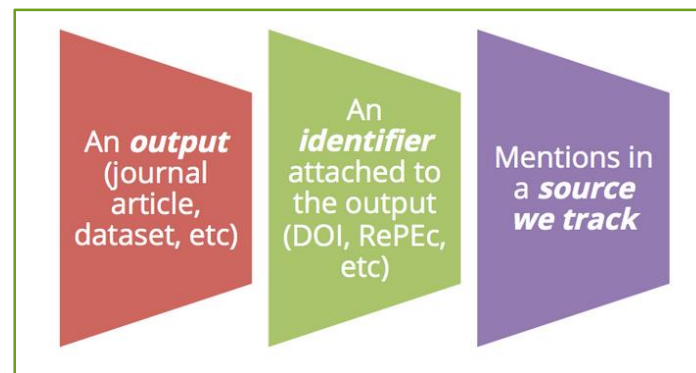 An output
(journal
article,
dataset, etc)
An
identifier
attached to
the output
(DOI, RePEc,
etc)
Mentions in
a source
we track